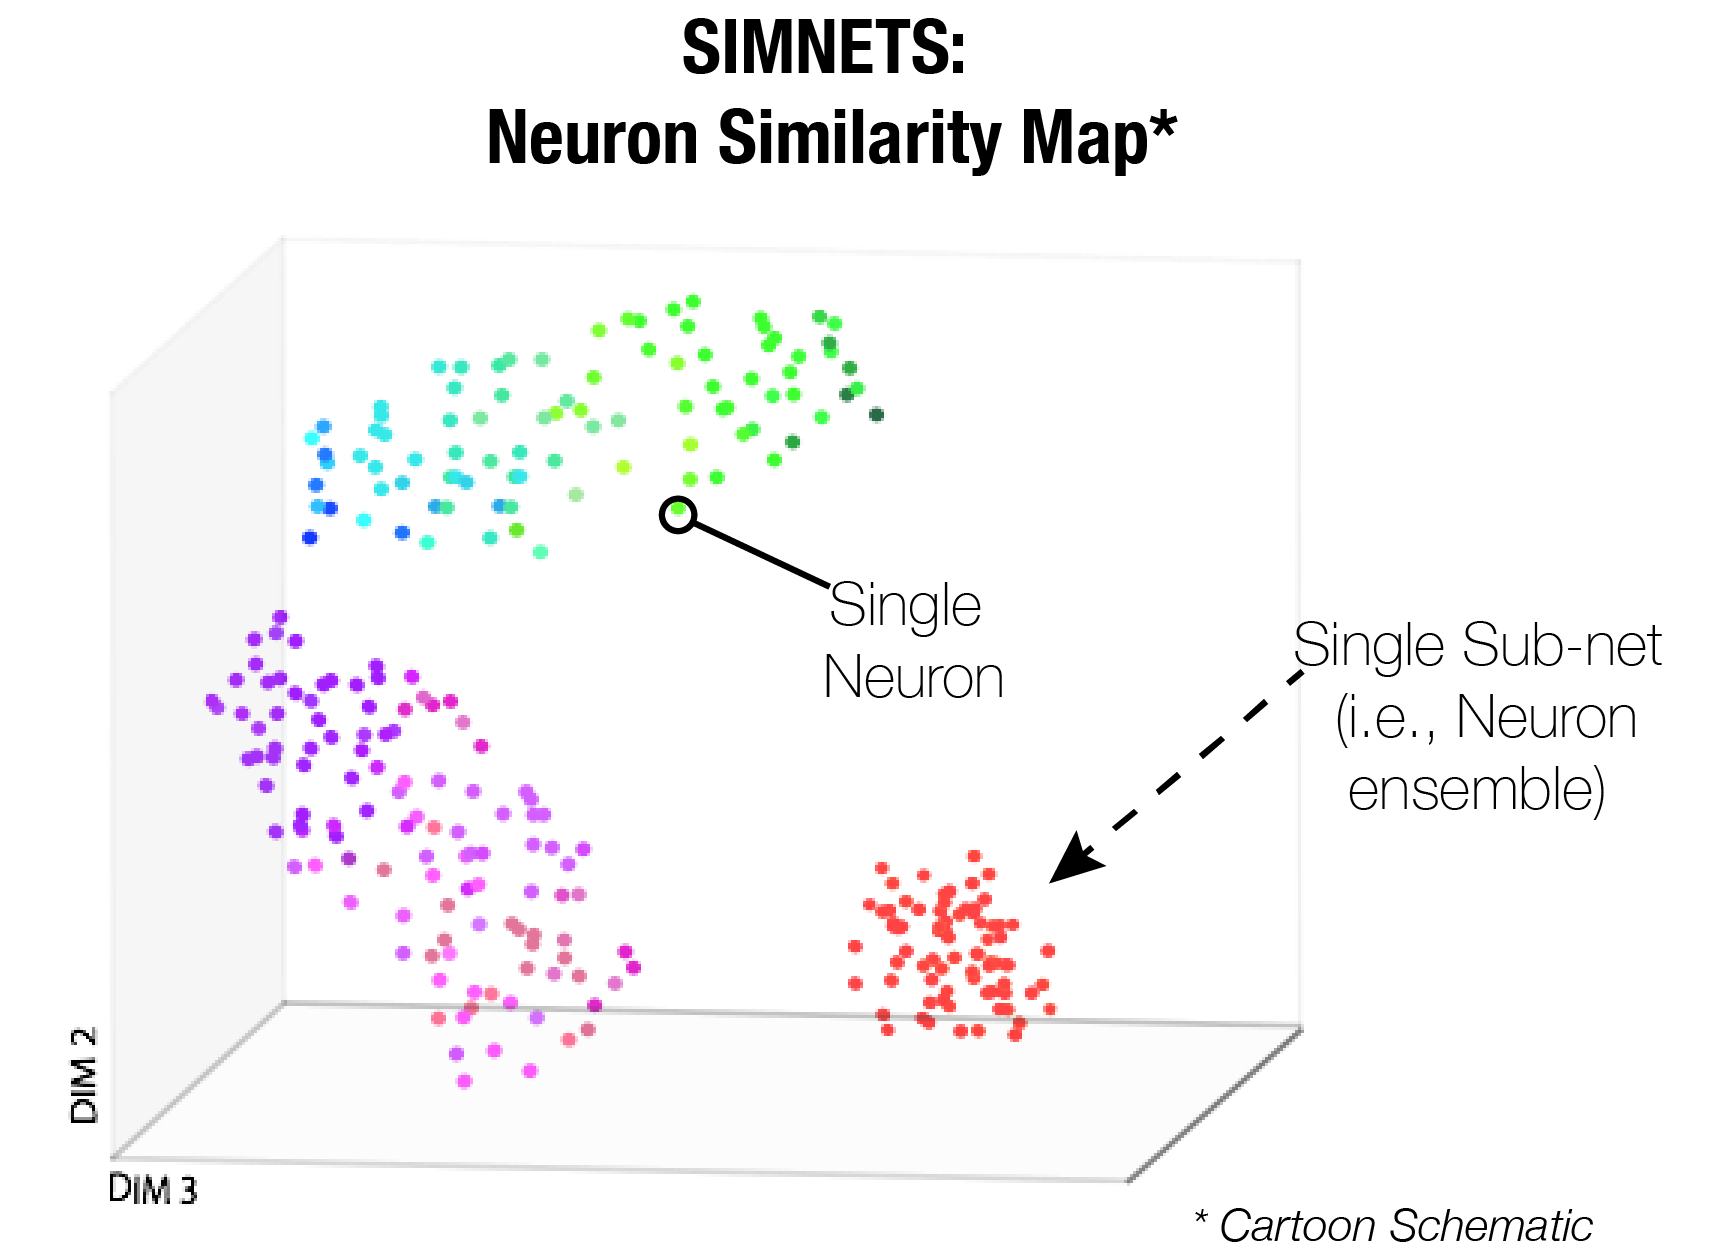 SIMNETS:
Neuron Similarity Map*
Single
Neuron
Single Sub-net
(i.e., Neuron
ensemble)
DIM 2
DIM 3
* Cartoon Schematic